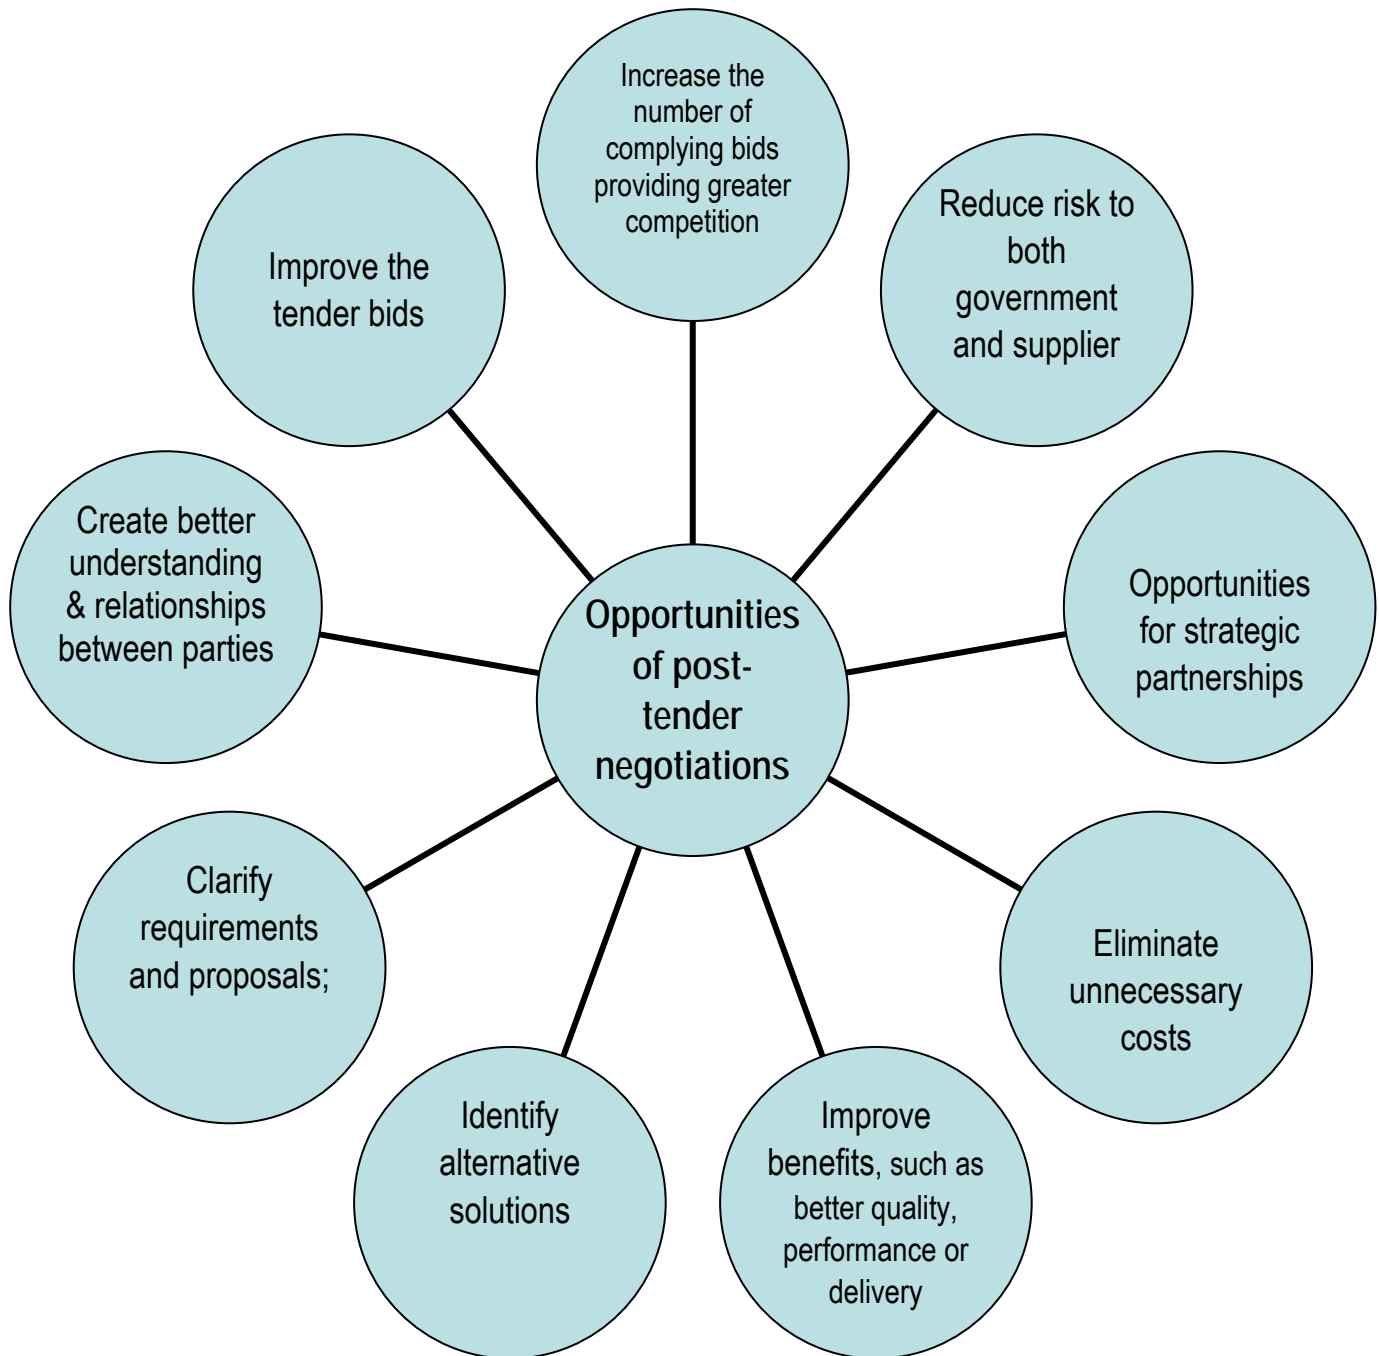 Increase the
number of
complying bids
providing greater
competition
Reduce risk to
both
government
and supplier
Improve the
tender bids
Create better
understanding
& relationships
between parties
Opportunities
of post-
tender
negotiations
Opportunities
for strategic
partnerships
Clarify
requirements
and proposals;
Eliminate
unnecessary
costs
Identify
alternative
solutions
Improve
benefits, such as
better quality,
performance or
delivery